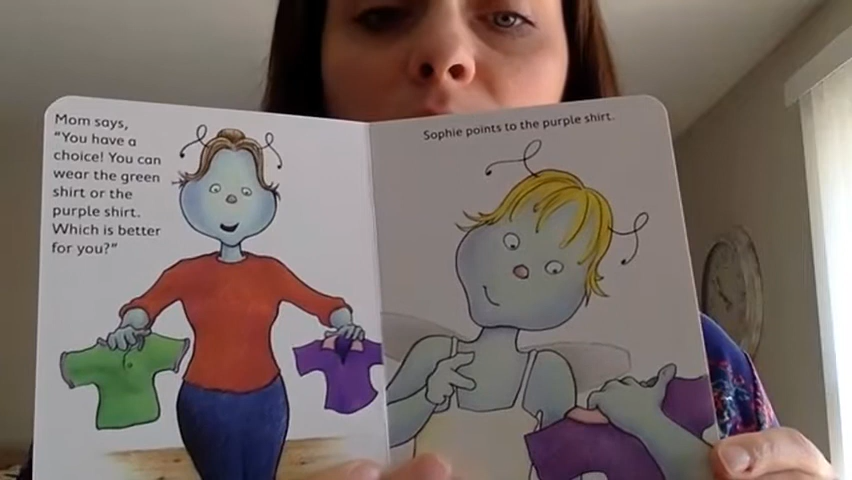 Mom says,
"You have a
choice! You can
wear the green
shirt or the
purple shirt.
Which is better
for you?"
Sophie points to the purple shirt.